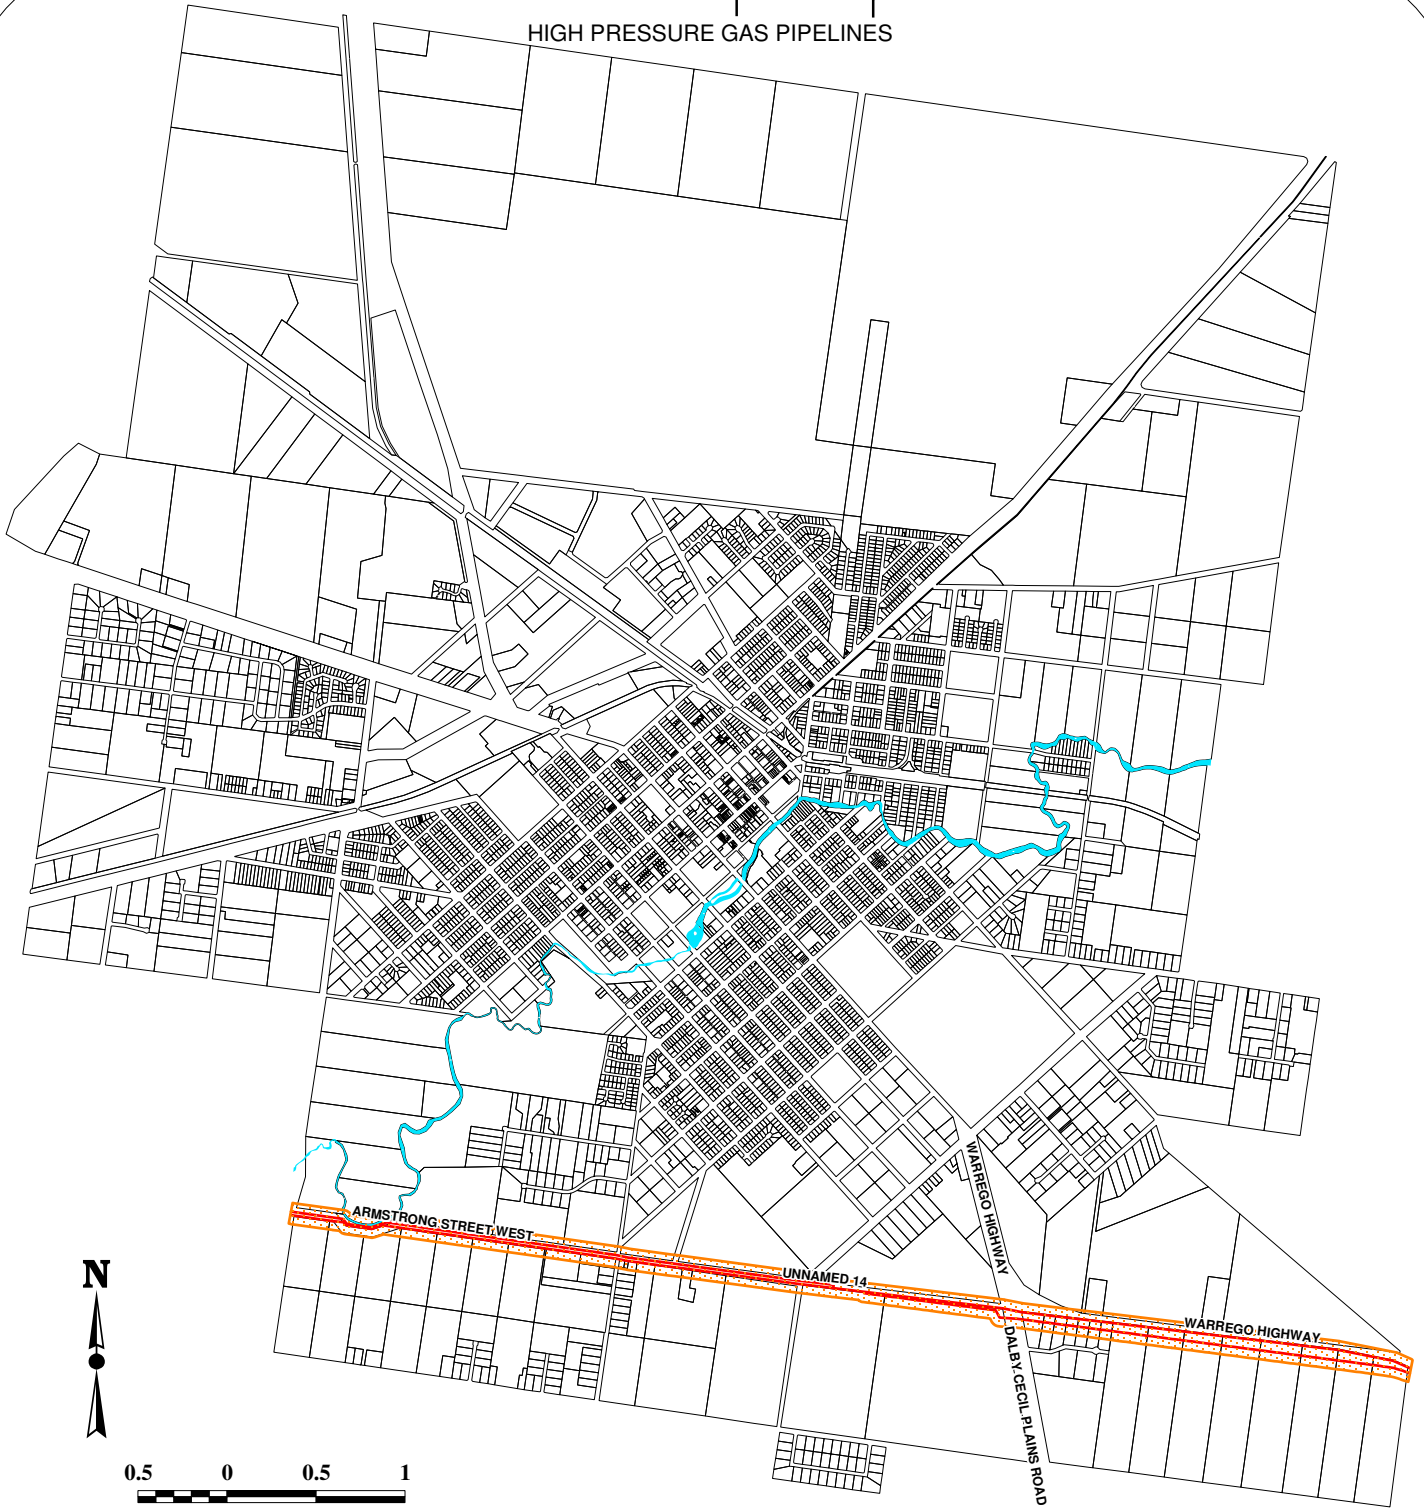 HIGH PRESSURE GAS PIPELINES
WARREGO HIGHWAY
ARMSTRONG STREET WEST
UNNAMED 14
WARREGO HIGHWAY
DALBY-CECIL PLAINS ROAD
N
0.5 0 0.5 1